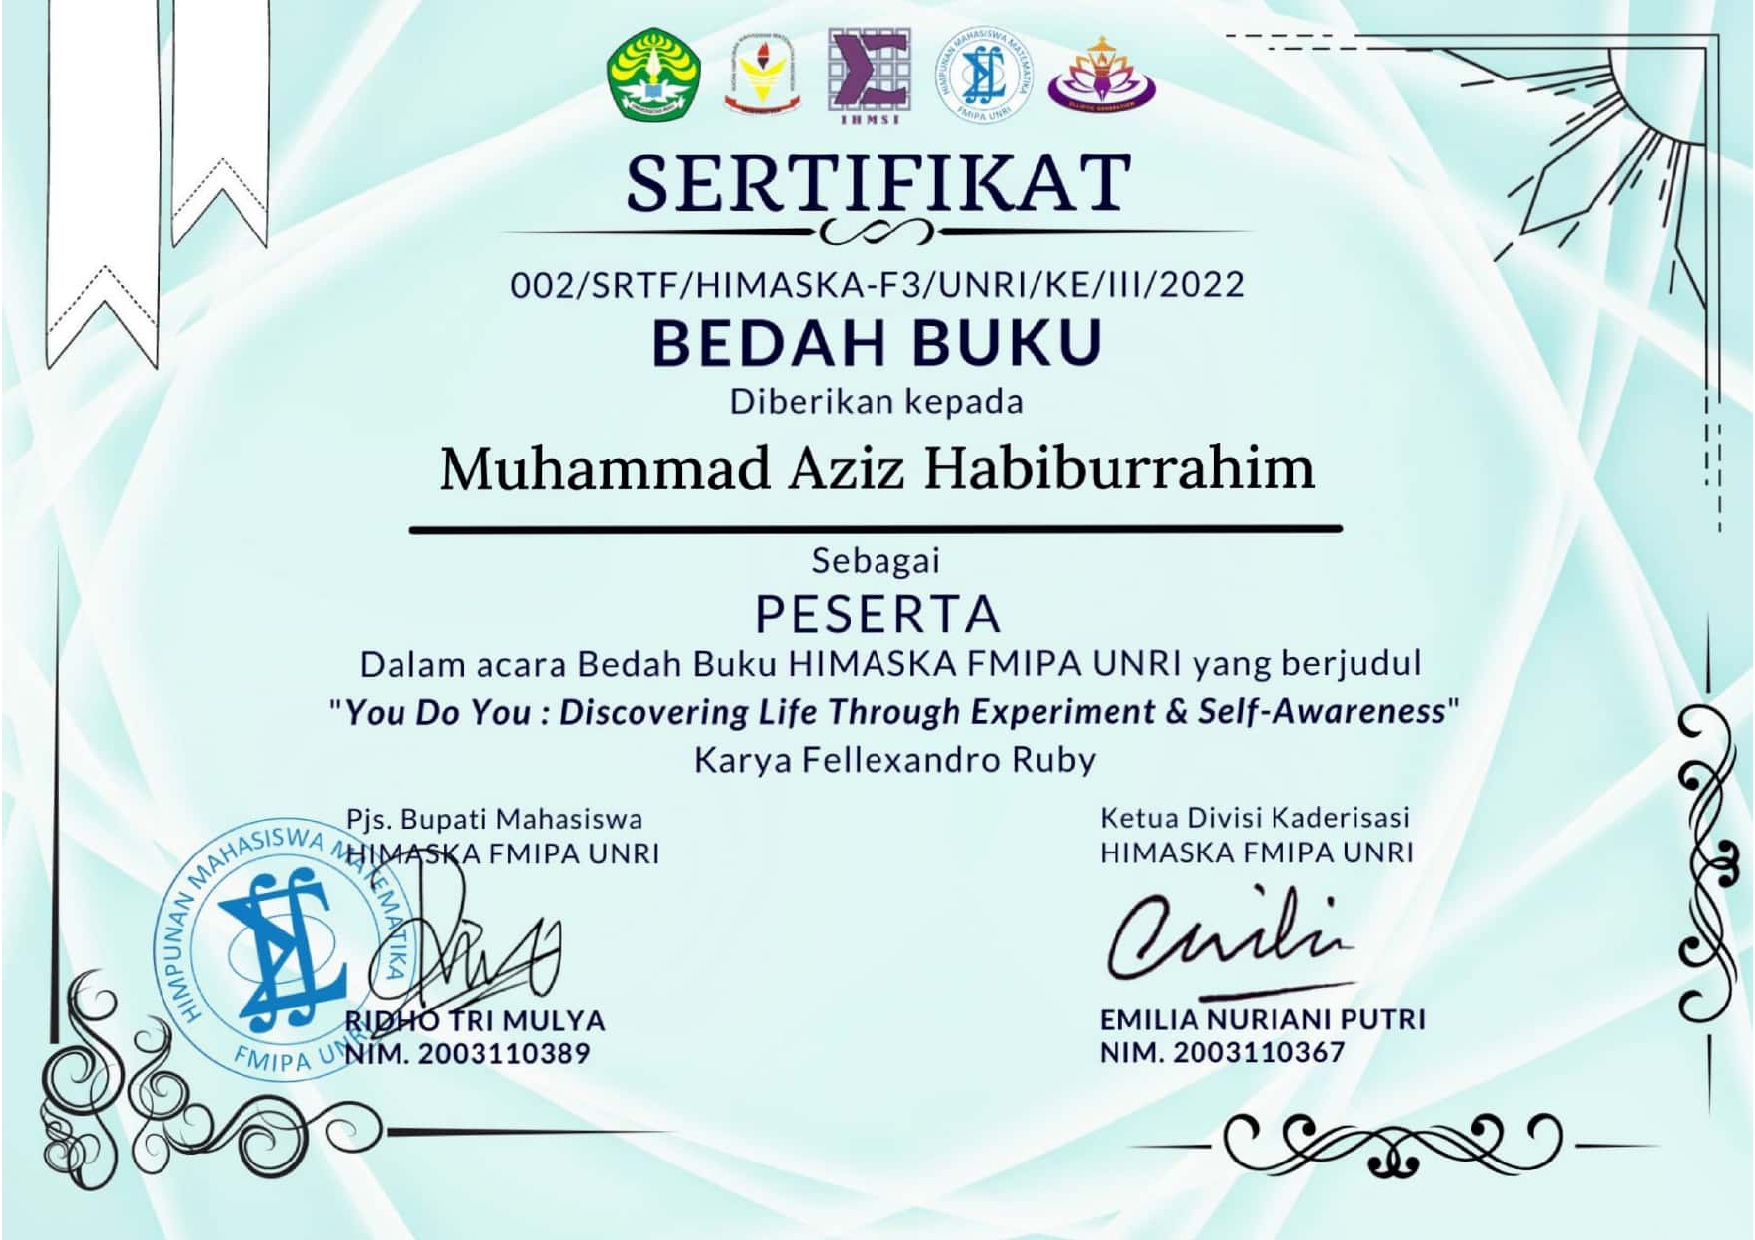 IHMSI
HIMPUNAN MAHASISWA MATEMATIKA
FMIPA UNRI
SERTIFIKAT
002/SRTF/HIMASKA-F3/UNRI/KE/III/2022
BEDAH BUKU
Diberikan kepada
Muhammad Aziz Habiburrahim
Sebagai
PESERTA
Dalam acara Bedah Buku HIMASKA FMIPA UNRI yang berjudul
"You Do You : Discovering Life Through Experiment & Self-Awareness"
Karya Fellexandro Ruby
Pjs. Bupati Mahasiswa
HIMASKA FMIPA UNRI
HIMPUNAN MAHASISWA MATEMATIKA
FMIPA UNRI
RIDHO TRI MULYA
NIM. 2003110389
Ketua Divisi Kaderisasi
HIMASKA FMIPA UNRI
EMILIA NURIANI PUTRI
NIM. 2003110367